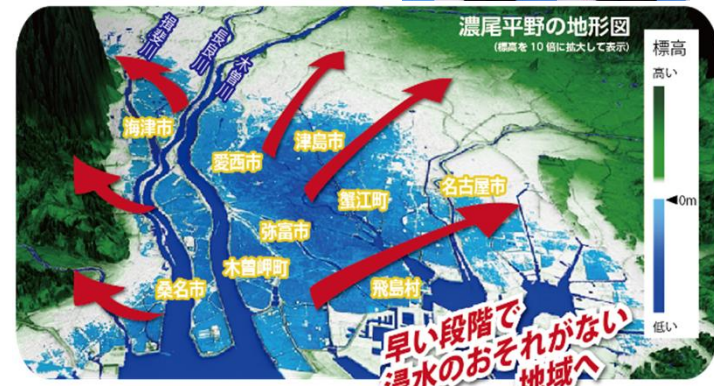 濃尾平野の地形図
(標高を10倍に拡大して表示)
標高
高い
0m
低い
揖斐川
長良川
木曽川
海津市
愛西市
津島市
蟹江町
名古屋市
弥富市
木曽岬町
桑名市
飛島村
早い段階で
浸水のおそれがない
地域へ